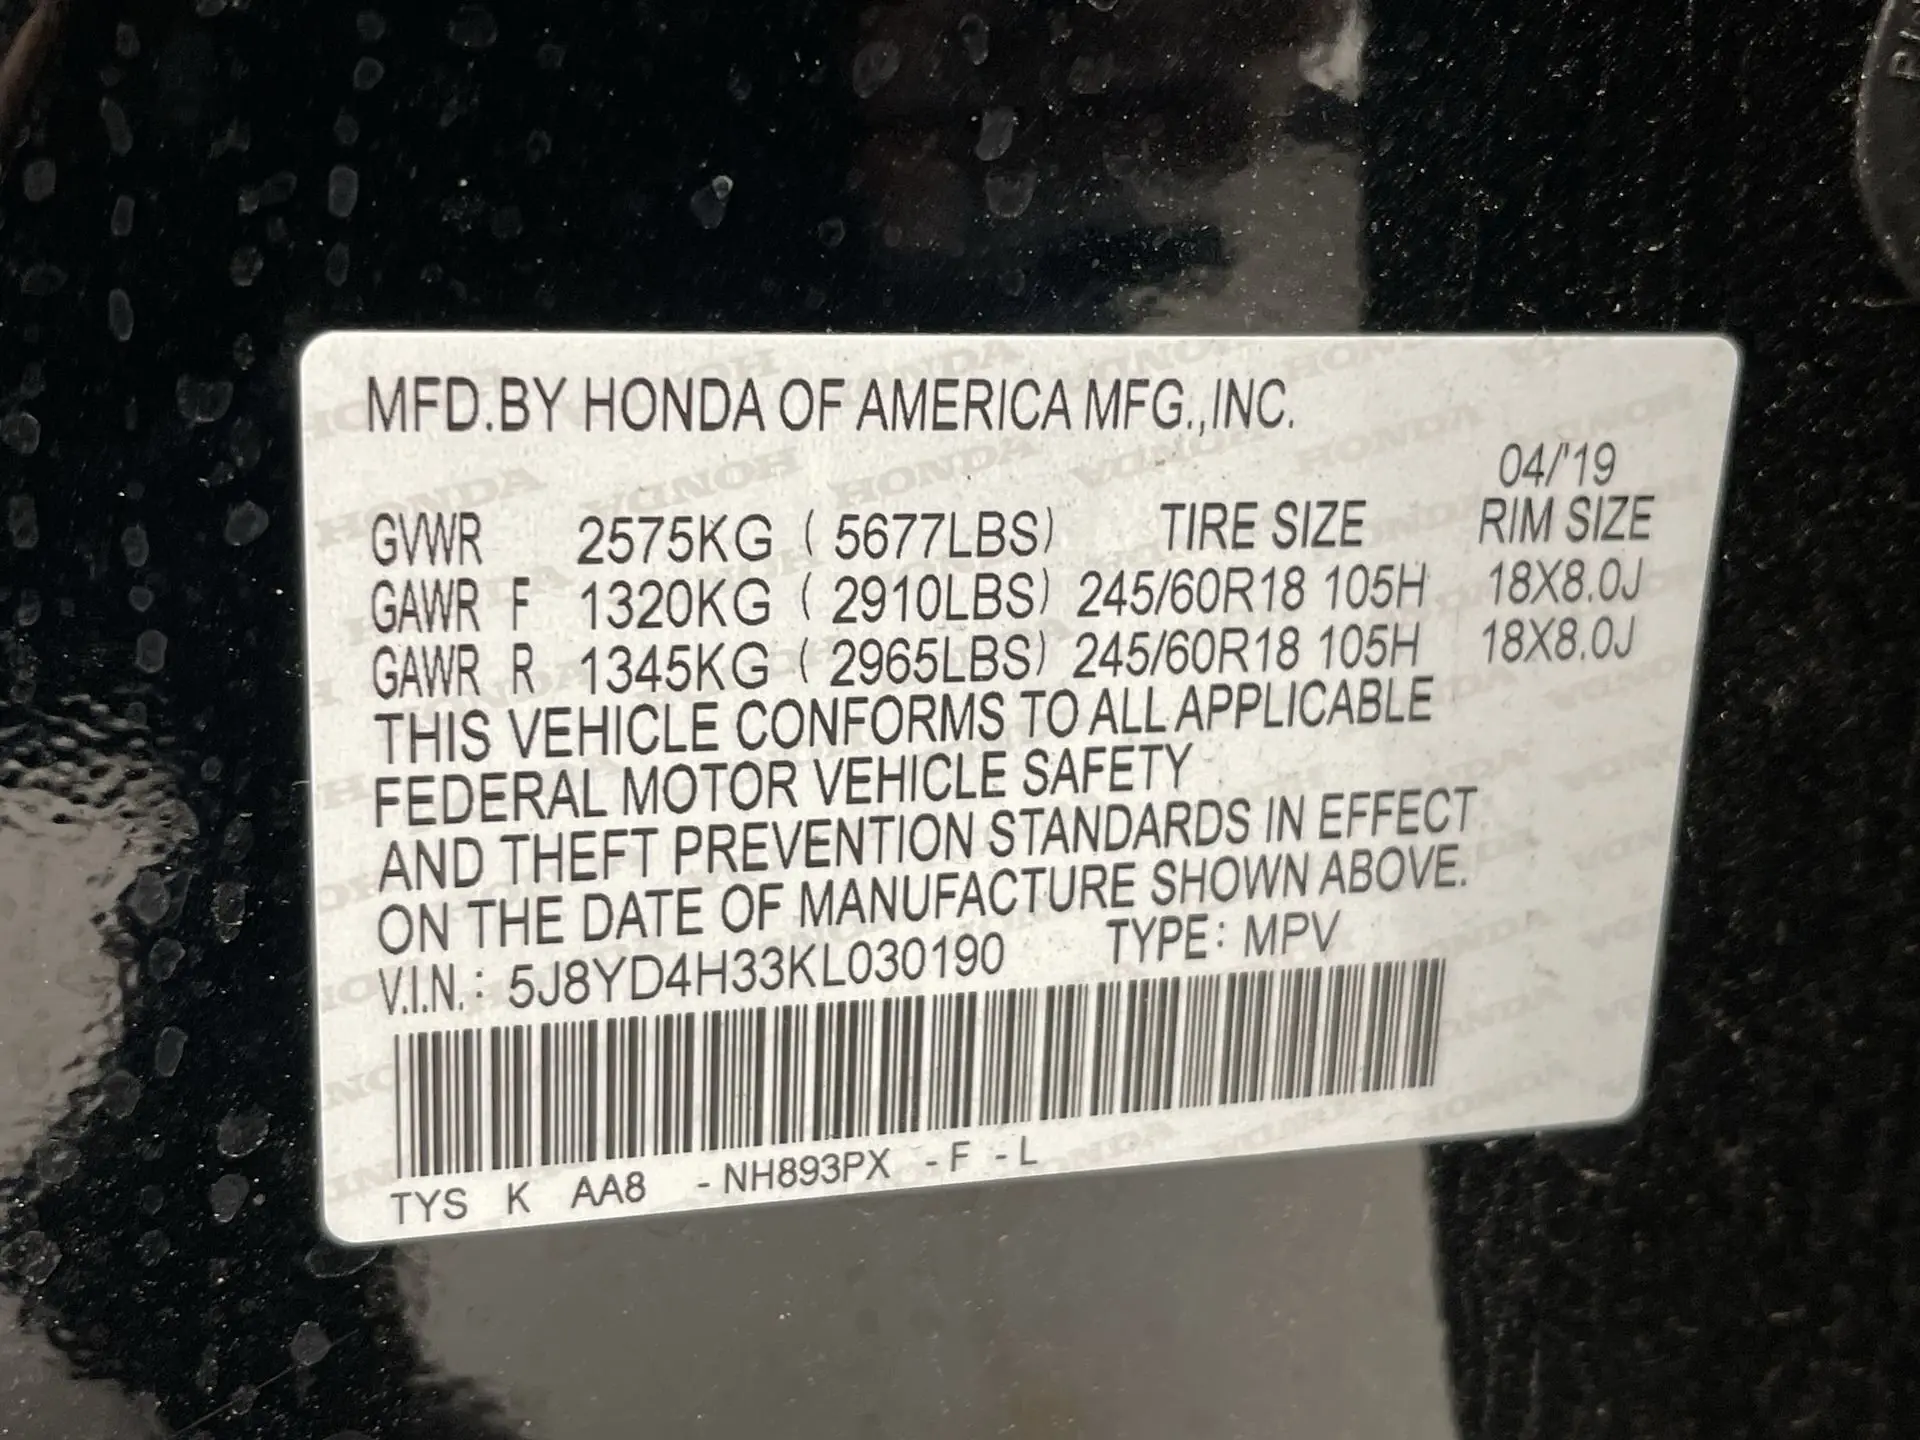 MFD.BY HONDA OF AMERICA MFG.,INC.
04/'19
GVWR 2575KG ( 5677LBS) TIRE SIZE RIM SIZE
GAWR F 1320KG ( 2910LBS) 245/60R18 105H 18X8.0J
GAWR R 1345KG ( 2965LBS) 245/60R18 105H 18X8.0J
THIS VEHICLE CONFORMS TO ALL APPLICABLE
FEDERAL MOTOR VEHICLE SAFETY
AND THEFT PREVENTION STANDARDS IN EFFECT
ON THE DATE OF MANUFACTURE SHOWN ABOVE.
V.I.N.: 5J8YD4H33KL030190 TYPE: MPV
TYS K AA8 -NH893PX -F -L